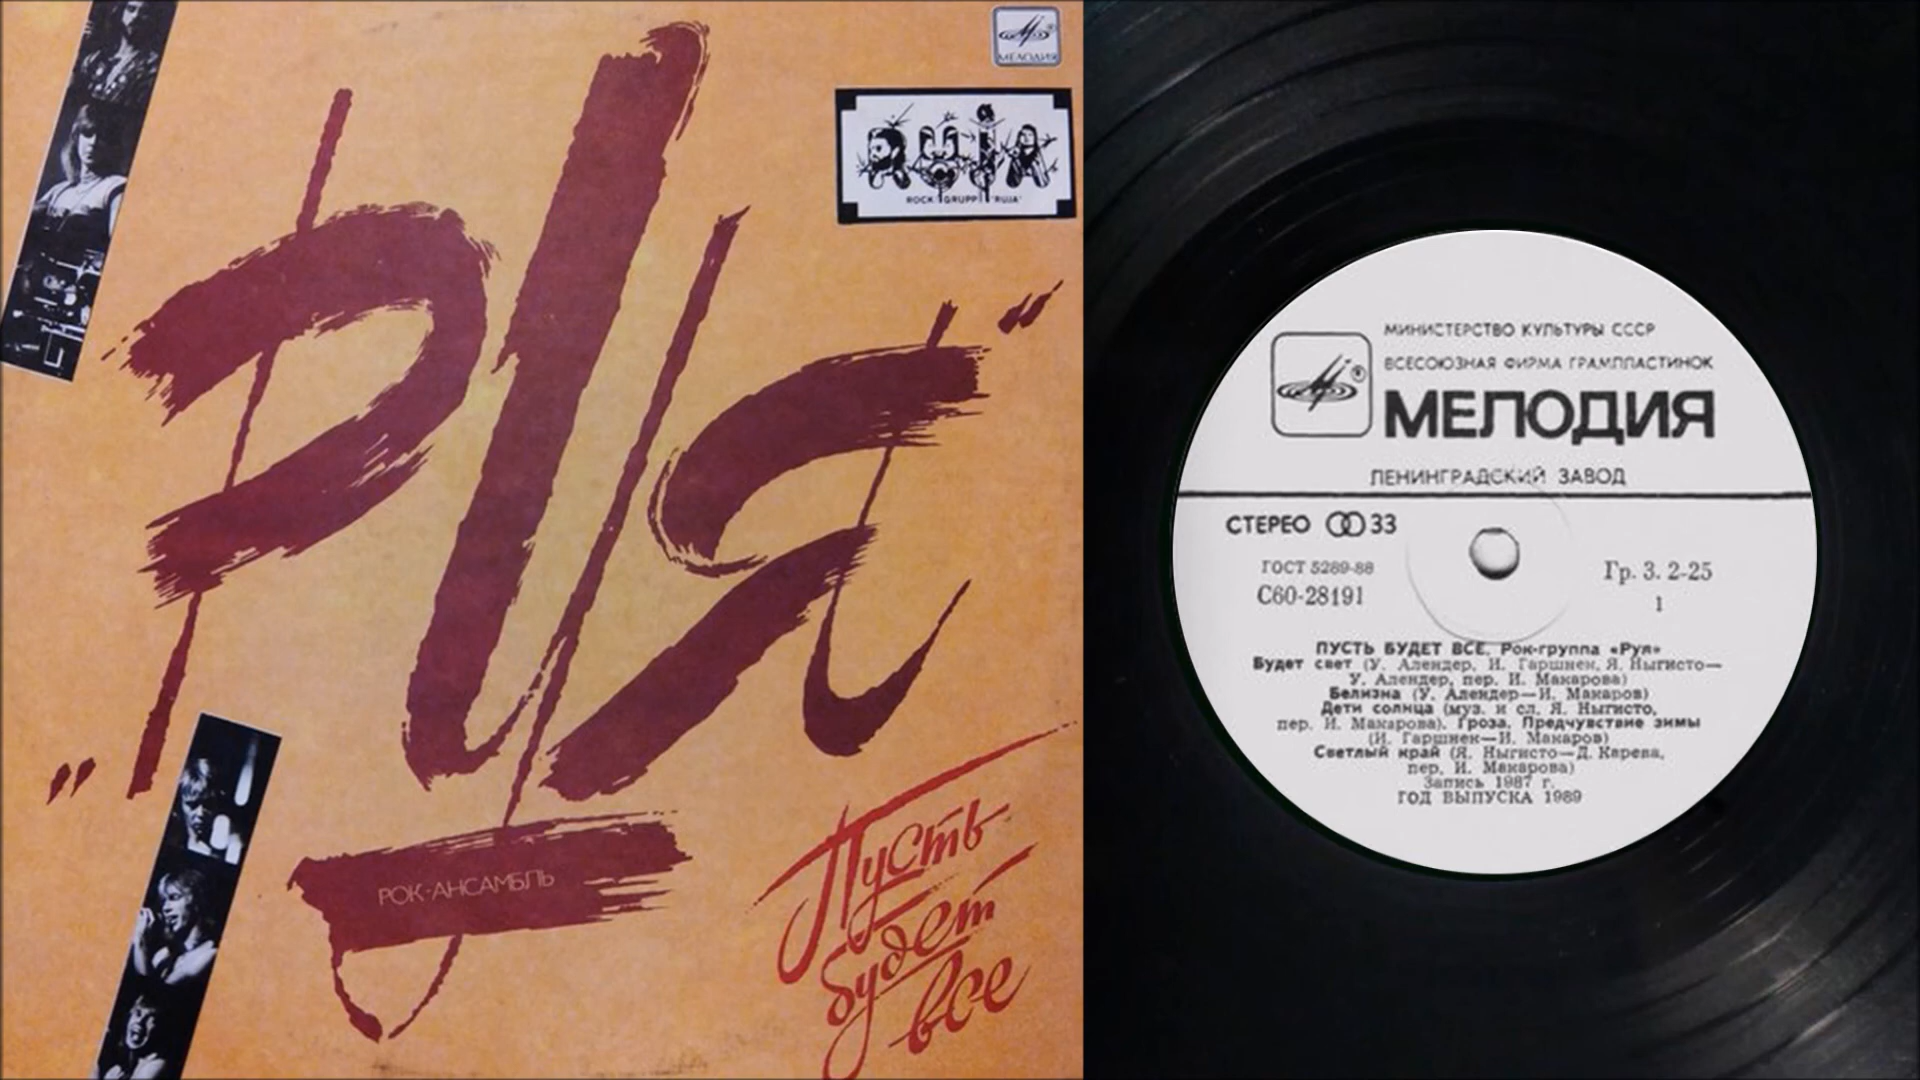 МЕЛОДИЯ
RUJA
ROCK GRUPP "RUJA"
„Руя“
РОК-АНСАМБЛЬ
Пусть
будет
все
МИНИСТЕРСТВО КУЛЬТУРЫ СССР
ВСЕСОЮЗНАЯ ФИРМА ГРАМПЛАСТИНОК
МЕЛОДИЯ
ЛЕНИНГРАДСКИЙ ЗАВОД
СТЕРЕО 33
ГОСТ 5289-88
С60-28191
Гр. 3. 2-25
1
ПУСТЬ БУДЕТ ВСЕ. Рок-группа «Руя»
Будет свет (У. Алендер, И. Гаршнек, Я. Ныгисто—
У. Алендер, пер. И. Макарова)
Белизна (У. Алендер—И. Макаров)
Дети солнца (муз. и сл. Я. Ныгисто,
пер. И. Макарова). Гроза. Предчувствие зимы
(И. Гаршнек—И. Макаров)
Светлый край (Я. Ныгисто—Д. Карева,
пер. И. Макарова)
Запись 1987 г.
ГОД ВЫПУСКА 1989